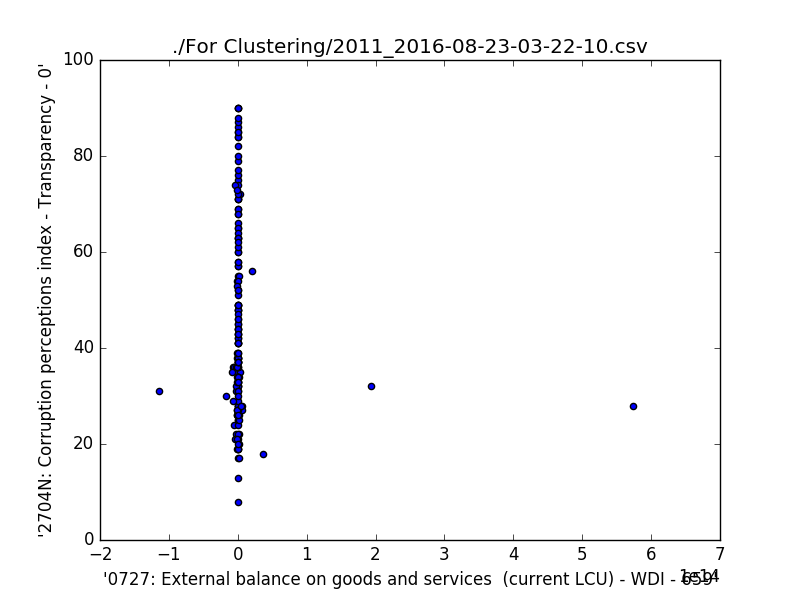 ./For Clustering/2011_2016-08-23-03-22-10.csv
'2704N: Corruption perceptions index - Transparency - 0'
100
80
60
40
20
0
−2 −1 0 1 2 3 4 5 6 7
1e14
'0727: External balance on goods and services (current LCU) - WDI - 659'